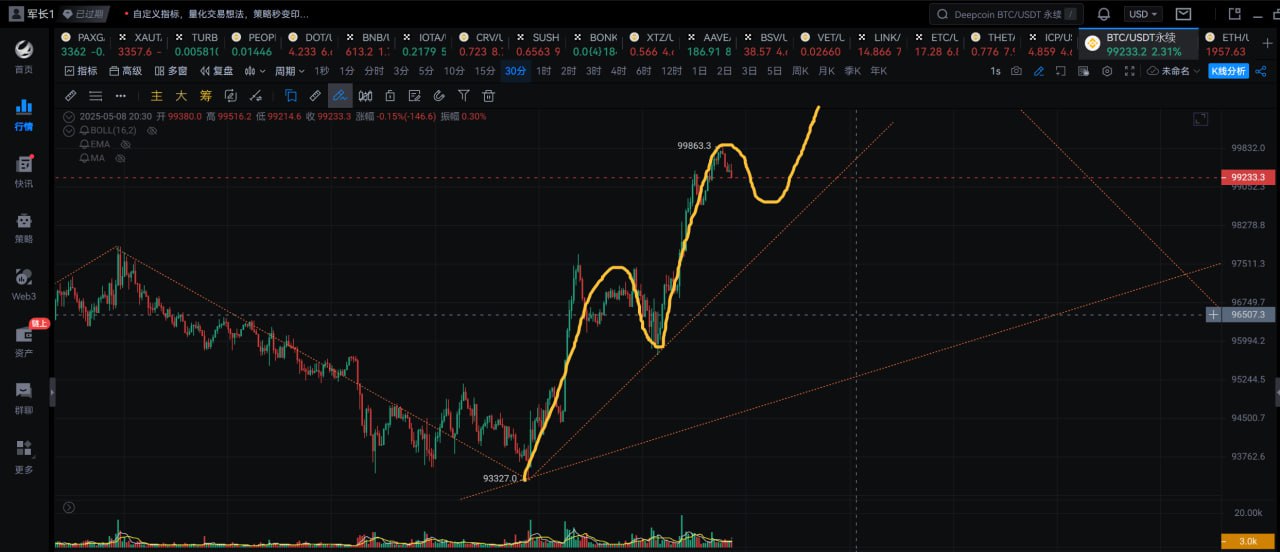 军长1 已过期 • 自定义指标，量化交易想法，策略秒变印...
Deepcoin BTC/USDT 永续 /
USD
首页
行情
快讯
策略
Web3
链上
资产
群聊
更多
PAXG
3362 -0.
XAUT
3357.6 -
TURB
0.005810
PEOPI
0.01446
DOT/U
4.233 6.
BNB/U
613.2 1.
IOTA/
0.2179 5
CRV/U
0.723 8.
SUSH
0.6563 9
BONK
0.0{4}184
XTZ/U
0.566 4.
AAVE/
186.91 8
BSV/U
38.57 4.
VET/U
0.02660
LINK/
14.866 7
ETC/U
17.28 6.
THETA
0.776 7.
ICP/US
4.859 4.
BTC/USDT永续
99233.2 2.31%
ETH/U
1957.63
指标 高级 多窗 复盘 周期 1秒 1分 分时 3分 5分 10分 15分 30分 1时 2时 3时 4时 6时 12时 1日 2日 3日 5日 周K 月K 季K 年K 1s 未命名 K线分析
主 大 筹
2025-05-08 20:30 开 99380.0 高 99516.2 低 99214.6 收 99233.3 涨幅 -0.15%(-146.6) 振幅 0.30%
BOLL(16,2)
EMA
MA
99863.3
93327.0
99832.0
99233.3
99052.3
98278.8
97511.3
96749.7
96507.3
95994.2
95244.5
94500.7
93762.6
20.00k
3.0k